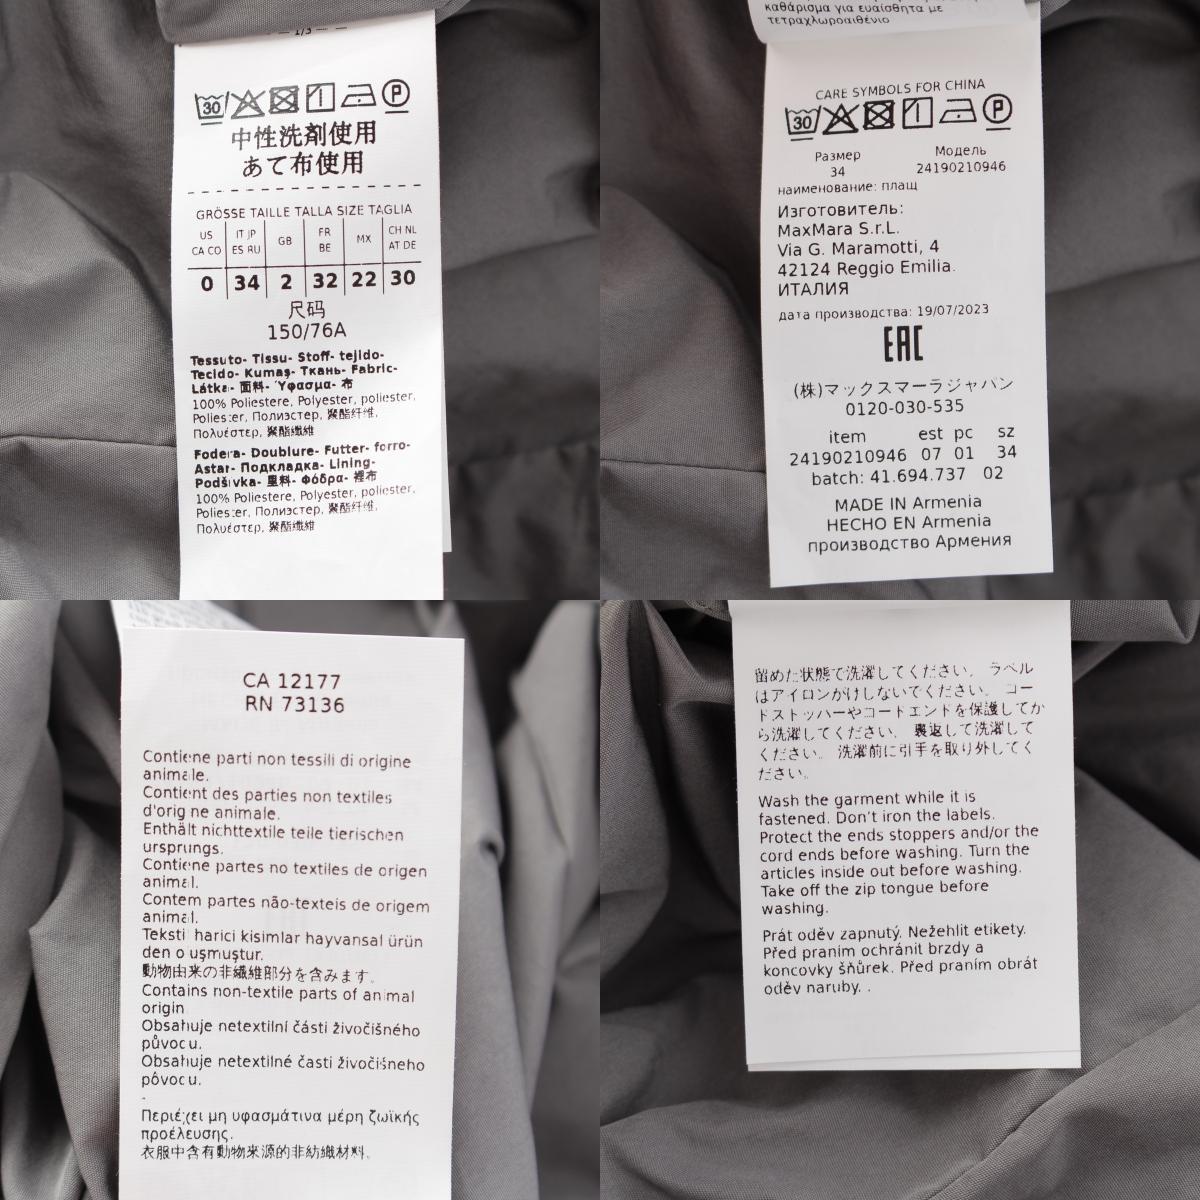 1/3
30
P
中性洗剤使用
あて布使用
GRÖSSE TAILLE TALLA SIZE TAGLIA
US CA CO
IT JP ES RU
GB
FR BE
MX
CH NL AT DE
0 34 2 32 22 30
尺码
150/76A
Tessuto- Tissu- Stoff- tejido-
Tecido- Kumaş- Ткань- Fabric-
Látka- 面料- Ύφασμα- 布
100% Poliestere, Polyester, poliester,
Poliester, Полиэстер, 聚酯纤维,
Πολυέστερ, 聚酯纖維
Fodera- Doublure- Futter- forro-
Astar- Подкладка- Lining-
Podšívka- 里料- Φόδρα- 裡布
100% Poliestere, Polyester, poliester,
Poliester, Полиэстер, 聚酯纤维,
Πολυέστερ, 聚酯纖維
καθάρισμα για ευαίσθητα με
τετραχλωροαιθένιο
CARE SYMBOLS FOR CHINA
30
P
Размер Модель
34 24190210946
наименование: плащ
Изготовитель:
MaxMara S.r.L.
Via G. Maramotti, 4
42124 Reggio Emilia.
ИТАЛИЯ
дата производства: 19/07/2023
EAC
(株)マックスマーラジャパン
0120-030-535
item est pc sz
24190210946 07 01 34
batch: 41.694.737 02
MADE IN Armenia
HECHO EN Armenia
производство Армения
CA 12177
RN 73136
Contiene parti non tessili di origine
animale.
Contient des parties non textiles
d'origine animale.
Enthält nichttextile teile tierischen
ursprungs.
Contiene partes no textiles de origen
animal.
Contem partes não-texteis de origem
animal.
Tekstil harici kisimlar hayvansal ürün
den oluşmuştur.
動物由来の非繊維部分を含みます。
Contains non-textile parts of animal
origin
Obsahuje netextilní části živočišného
původu.
Obsahuje netextilné časti živočišného
pôvodu.
-
Περιέχει μη υφασμάτινα μέρη ζωϊκής
προέλευσης.
衣服中含有動物來源的非紡織材料。
留めた状態で洗濯してください。 ラベル
はアイロンかけしないでください。 コー
ドストッパーやコードエンドを保護してか
ら洗濯してください。 裏返して洗濯して
ください。 洗濯前に引手を取り外してく
ださい。
Wash the garment while it is
fastened. Don't iron the labels.
Protect the ends stoppers and/or the
cord ends before washing. Turn the
articles inside out before washing.
Take off the zip tongue before
washing.
Prát oděv zapnutý. Nežehlit etikety.
Před praním ochránit brzdy a
koncovky šňůrek. Před praním obrát
oděv naruby. .